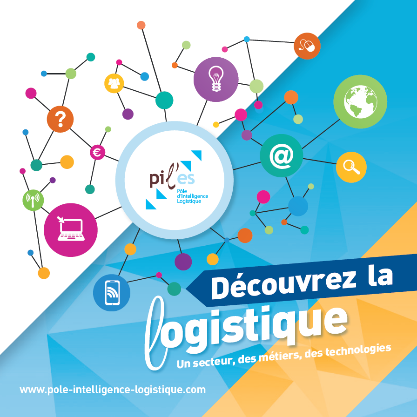 ?
€
@
pil'es
Pôle
d'Intelligence
Logistique
Découvrez la
logistique
Un secteur, des métiers, des technologies
www.pole-intelligence-logistique.com